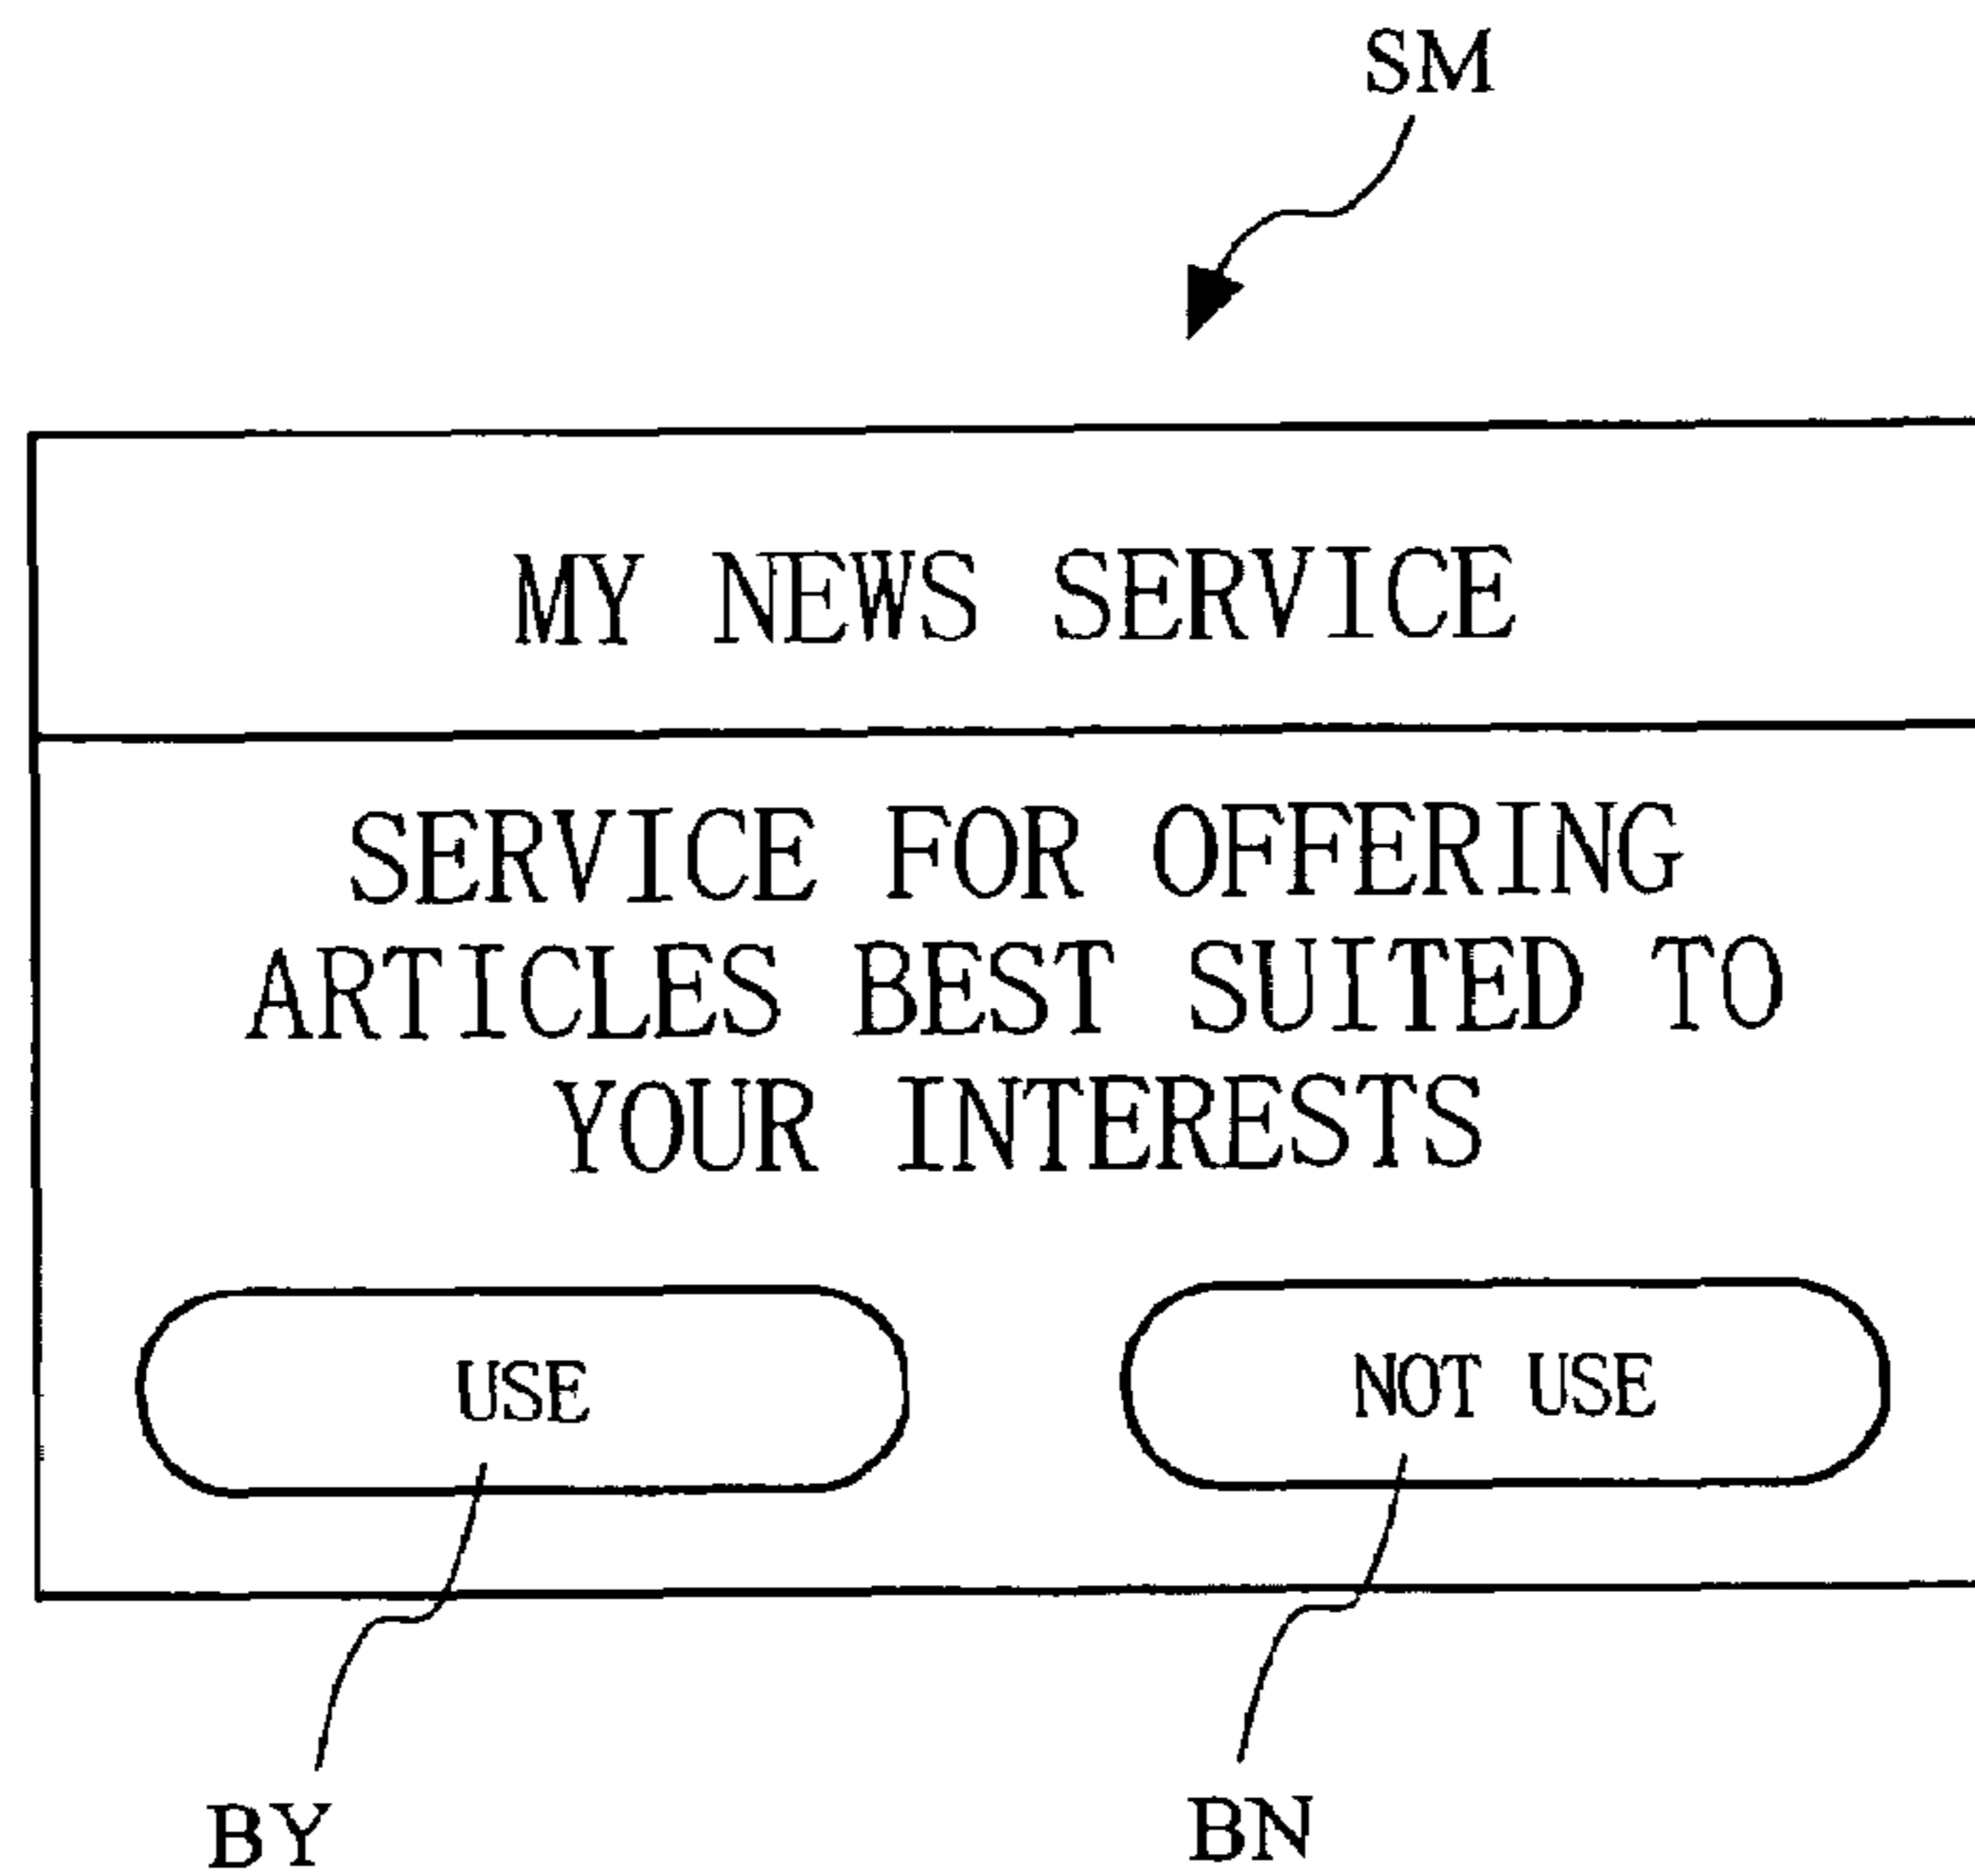 SM
MY NEWS SERVICE
SERVICE FOR OFFERING
ARTICLES BEST SUITED TO
YOUR INTERESTS
USE
NOT USE
BY
BN